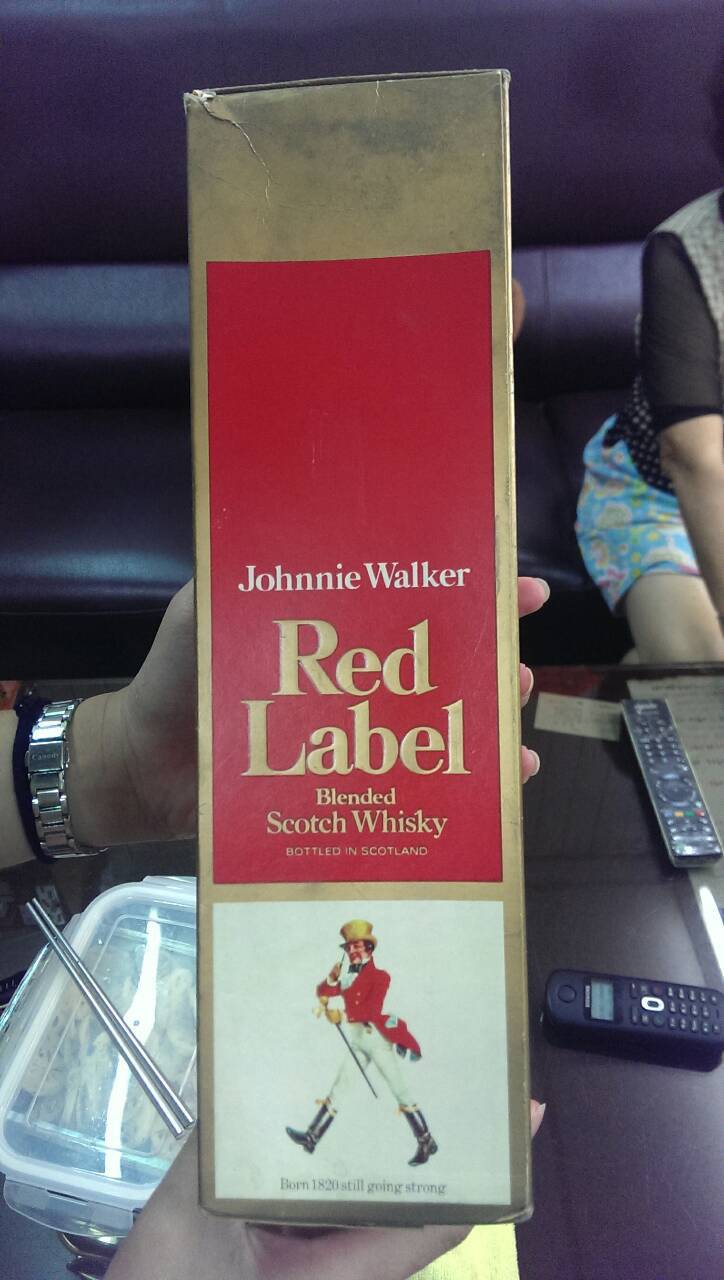 Johnnie Walker
Red
Label
Blended
Scotch Whisky
BOTTLED IN SCOTLAND
Born 1820 still going strong